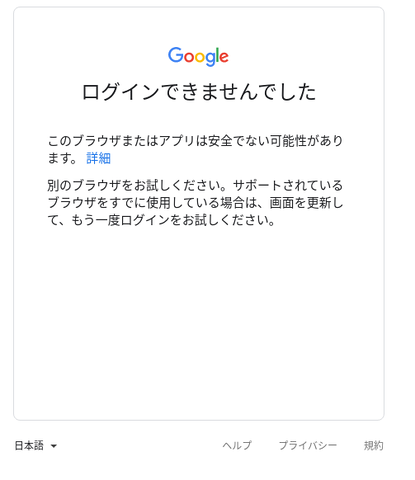 Google
ログインできませんでした
このブラウザまたはアプリは安全でない可能性があり
ます。 詳細
別のブラウザをお試しください。サポートされている
ブラウザをすでに使用している場合は、画面を更新し
て、もう一度ログインをお試しください。
日本語 ヘルプ プライバシー 規約